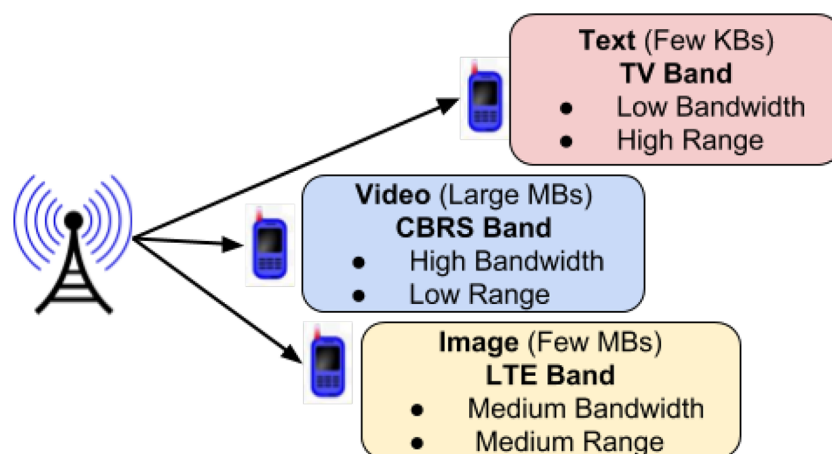 Text (Few KBs)
TV Band
● Low Bandwidth
● High Range
Video (Large MBs)
CBRS Band
● High Bandwidth
● Low Range
Image (Few MBs)
LTE Band
● Medium Bandwidth
● Medium Range